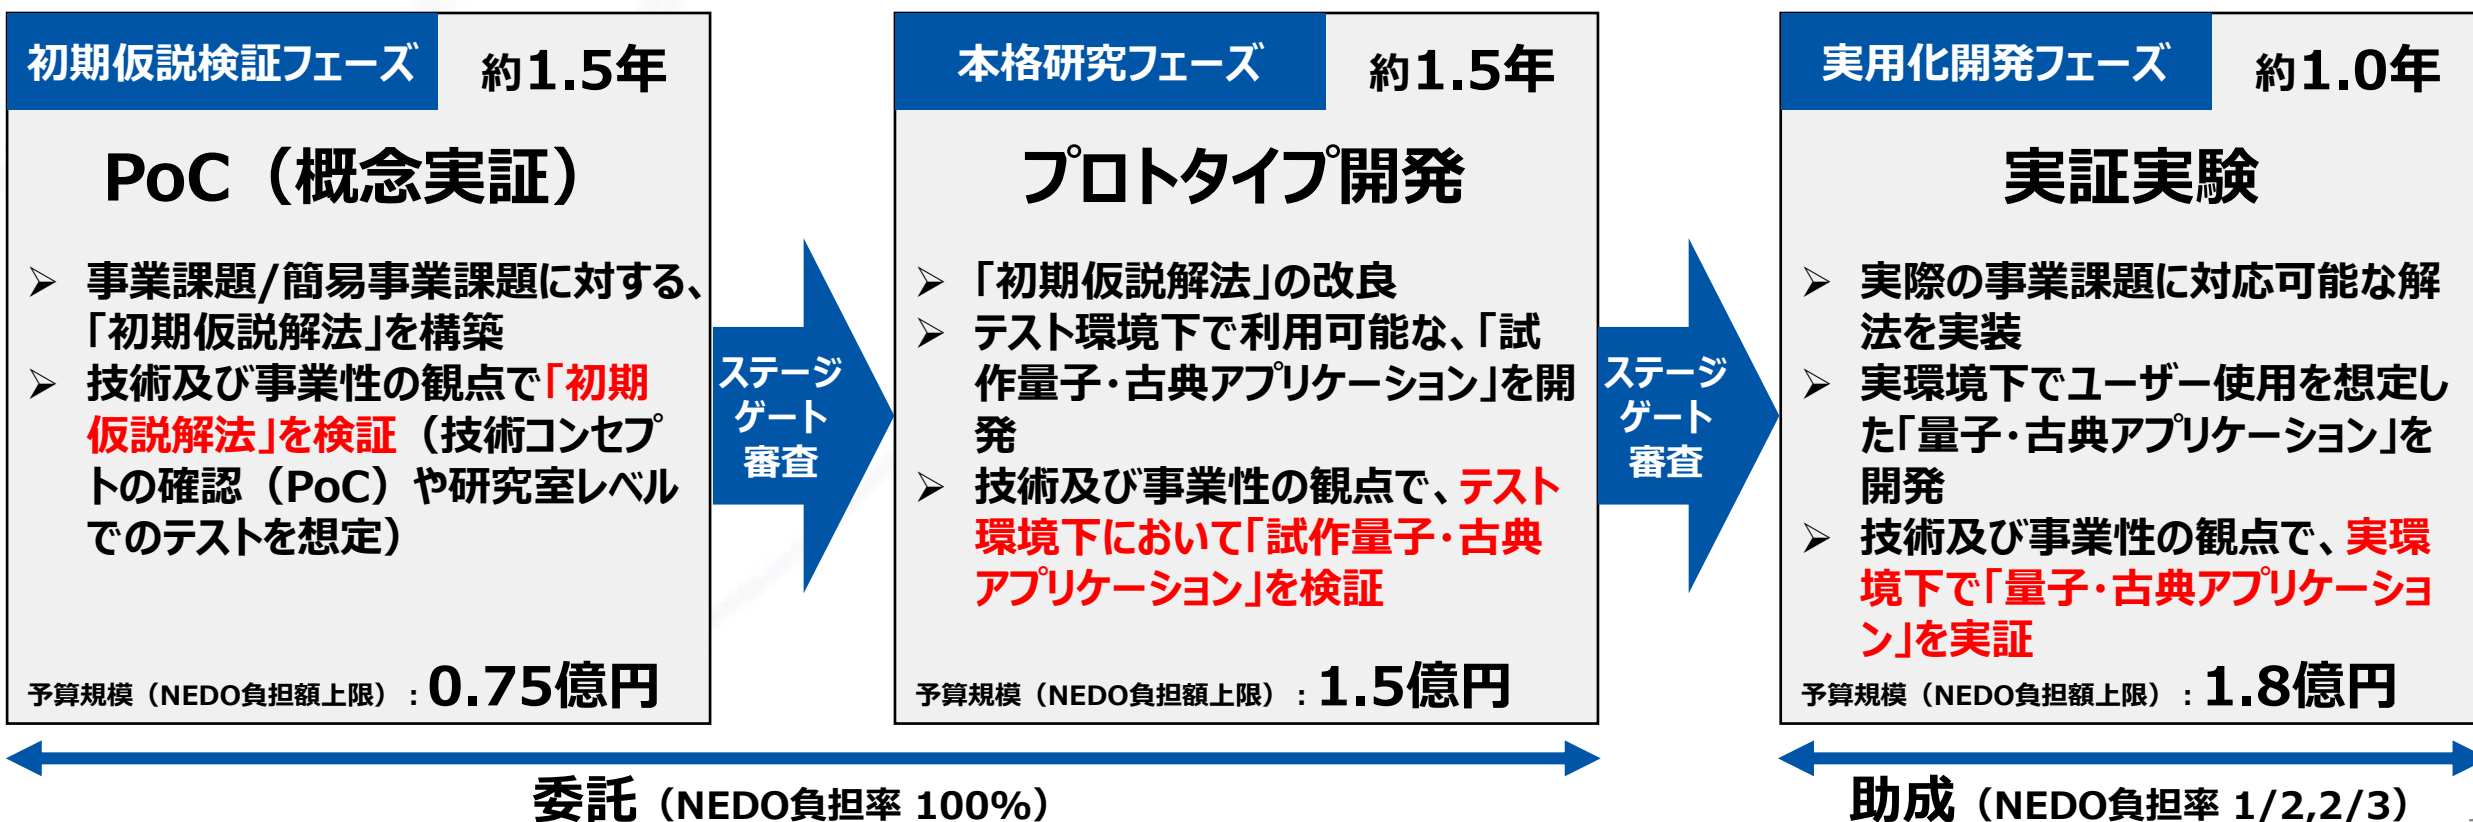 初期仮説検証フェーズ
約1.5年
PoC（概念実証）
➢ 事業課題/簡易事業課題に対する、
「初期仮説解法」を構築
➢ 技術及び事業性の観点で「初期
仮説解法」を検証（技術コンセプ
トの確認（PoC）や研究室レベル
でのテストを想定）
予算規模（NEDO負担額上限）：0.75億円
ステージ
ゲート
審査
本格研究フェーズ
約1.5年
プロトタイプ開発
➢ 「初期仮説解法」の改良
➢ テスト環境下で利用可能な、「試
作量子・古典アプリケーション」を開
発
➢ 技術及び事業性の観点で、テスト
環境下において「試作量子・古典
アプリケーション」を検証
予算規模（NEDO負担額上限）：1.5億円
ステージ
ゲート
審査
実用化開発フェーズ
約1.0年
実証実験
➢ 実際の事業課題に対応可能な解
法を実装
➢ 実環境下でユーザー使用を想定し
た「量子・古典アプリケーション」を
開発
➢ 技術及び事業性の観点で、実環
境下で「量子・古典アプリケーショ
ン」を実証
予算規模（NEDO負担額上限）：1.8億円
委託（NEDO負担率 100%）
助成（NEDO負担率 1/2,2/3）